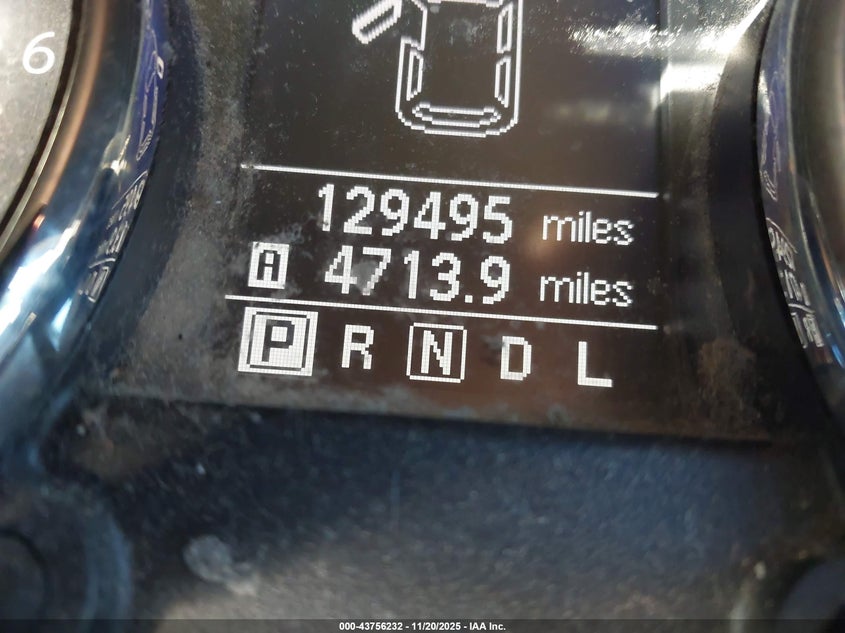 6
129495 miles
A 4713.9 miles
P R N D L
000-43756232 - 11/20/2025 - IAA Inc.